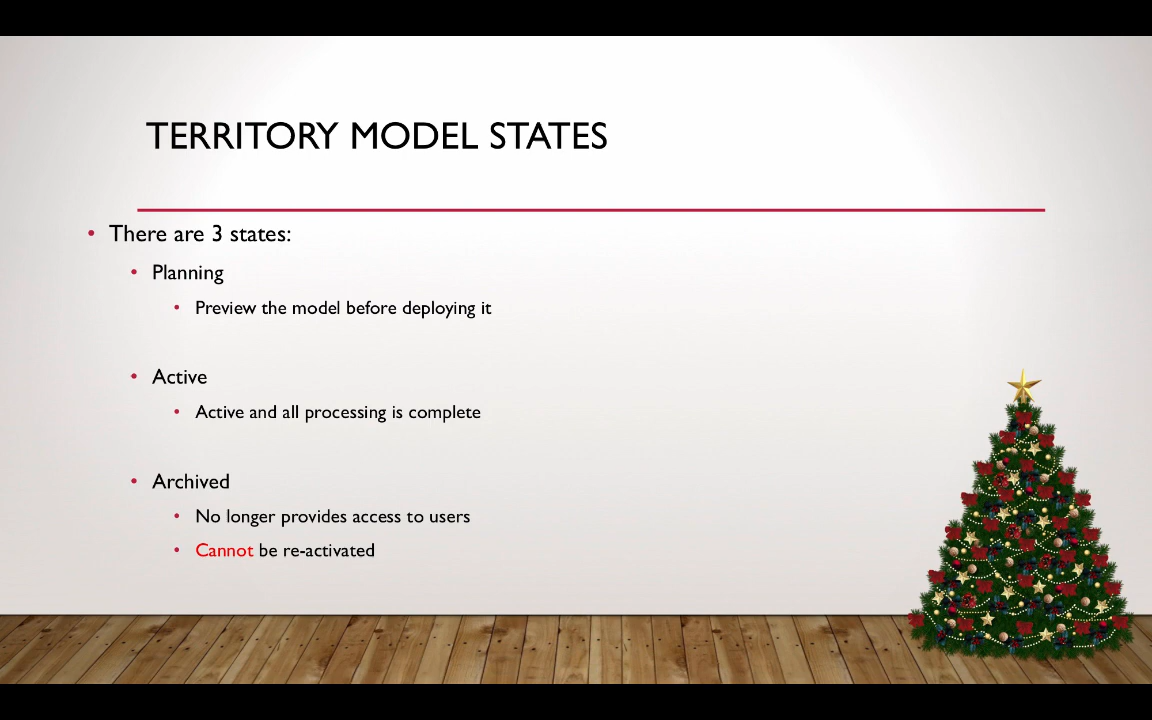 TERRITORY MODEL STATES
• There are 3 states:
• Planning
• Preview the model before deploying it
• Active
• Active and all processing is complete
• Archived
• No longer provides access to users
• Cannot be re-activated